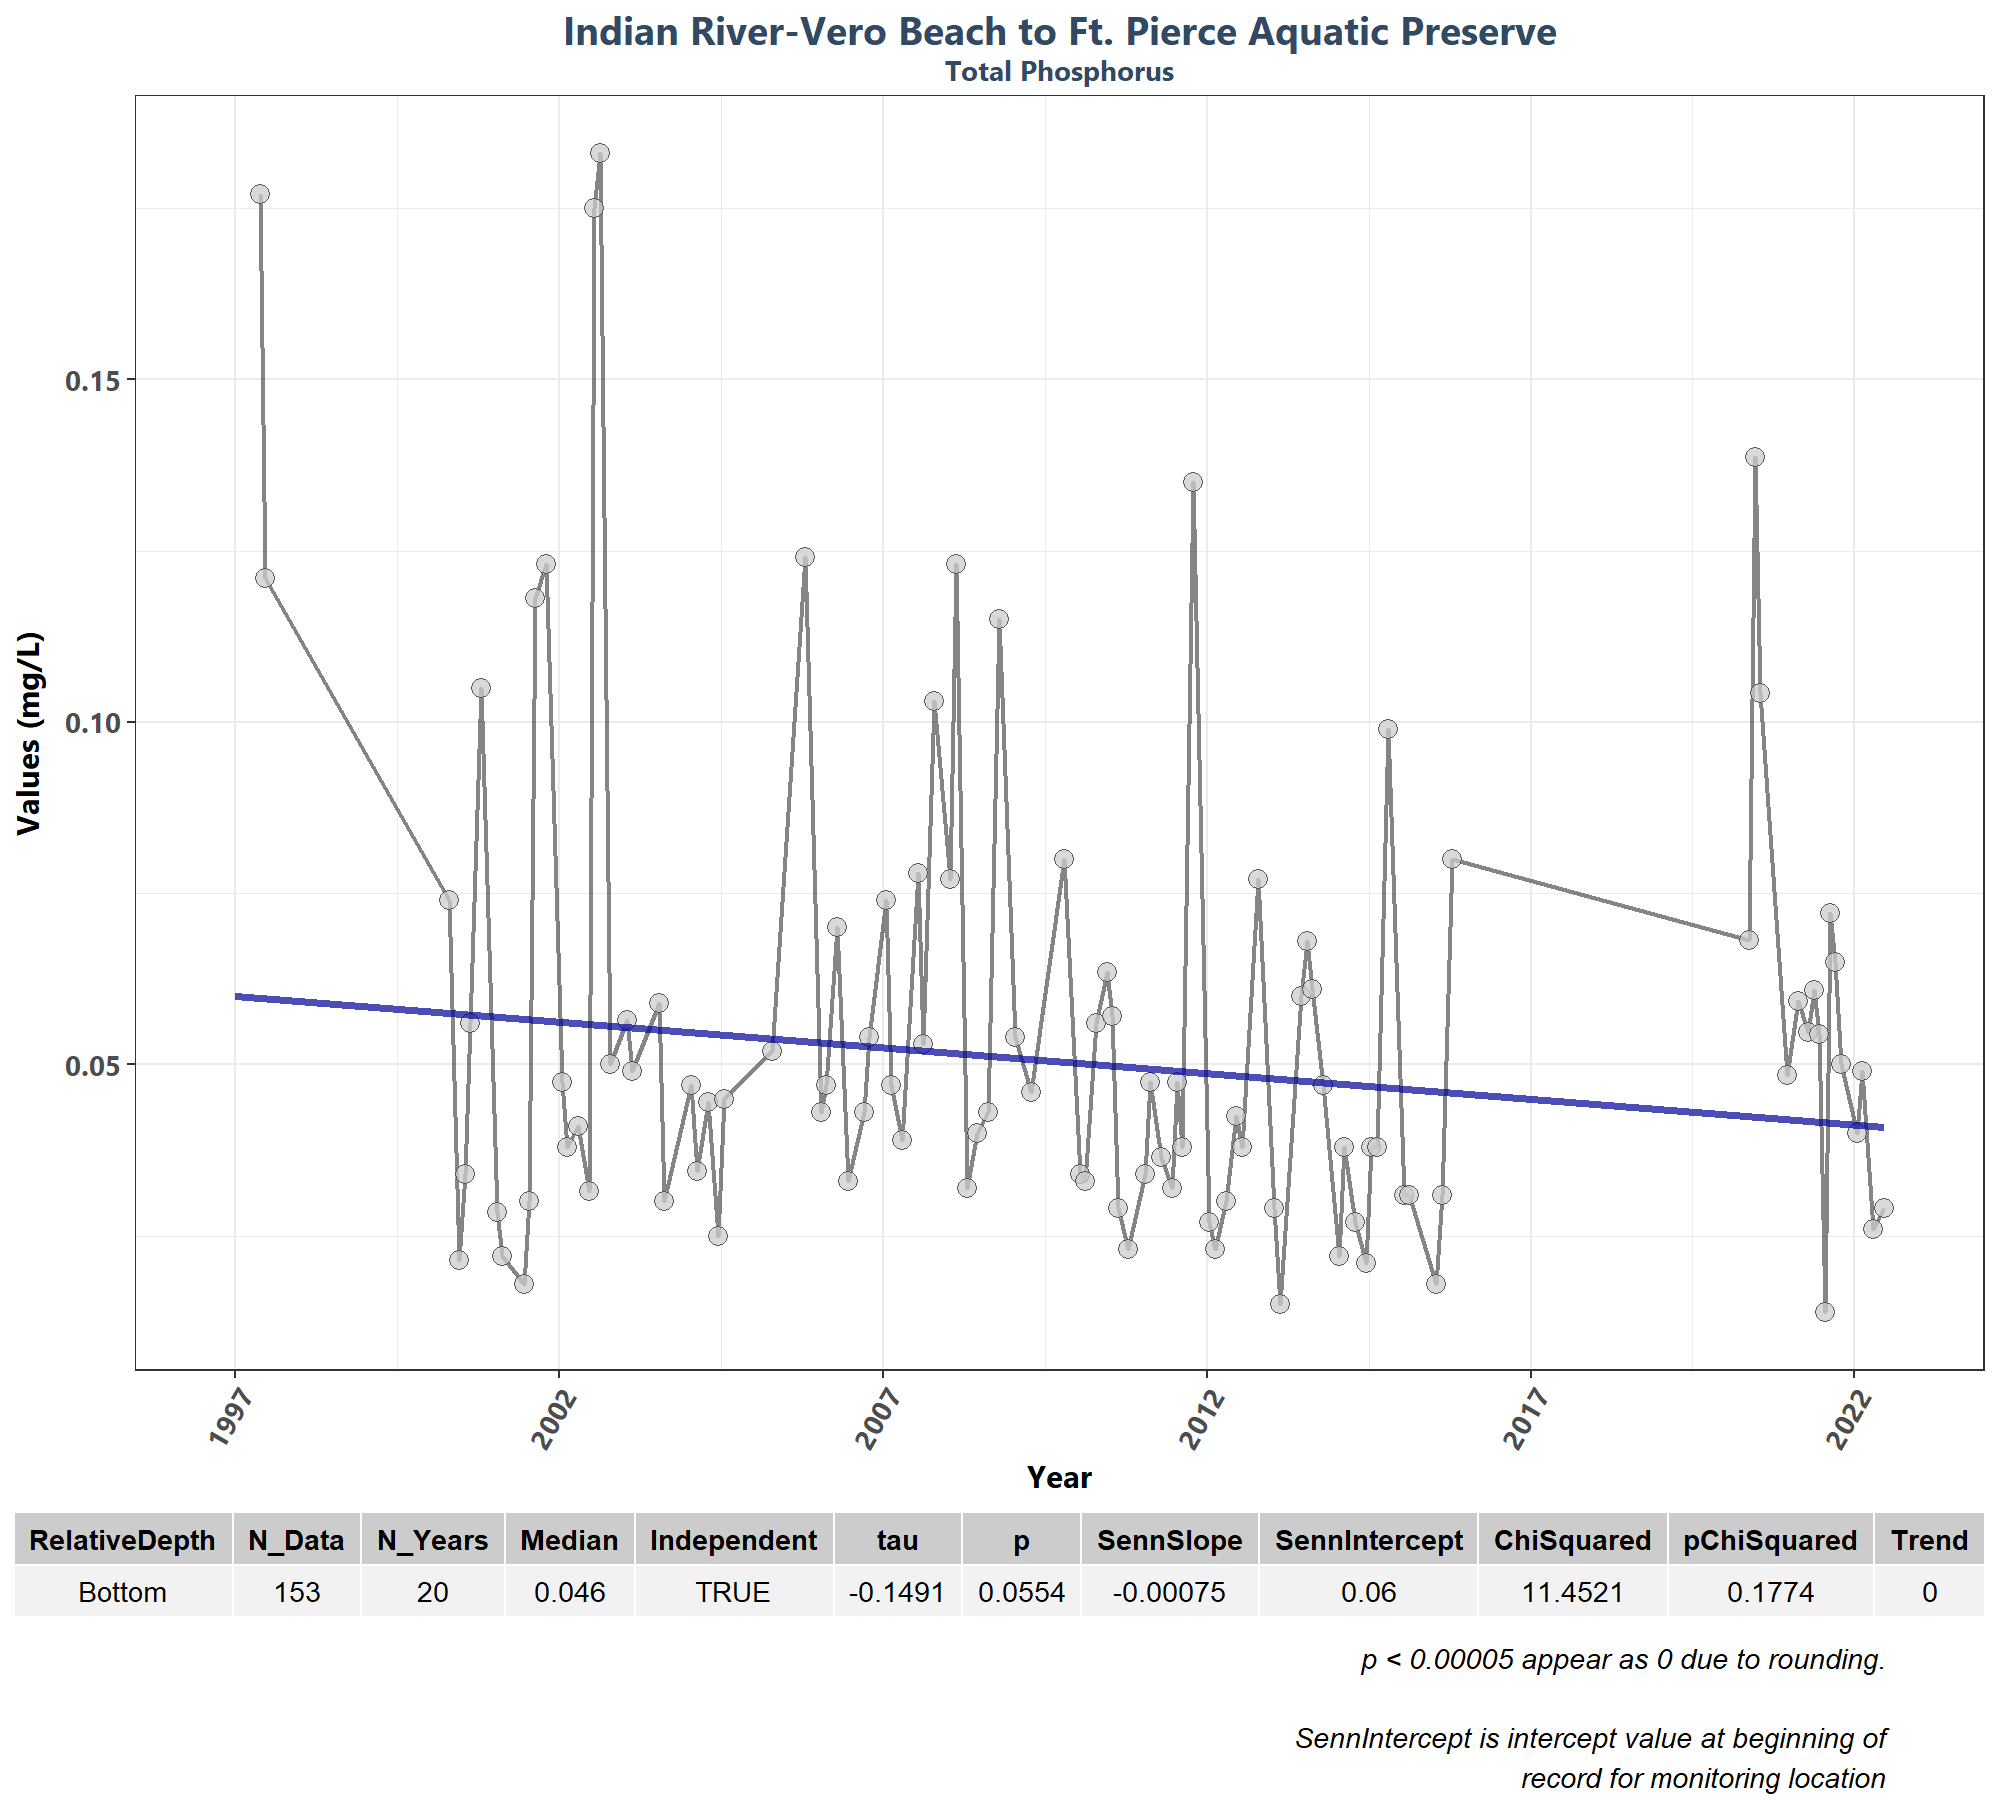 Indian River-Vero Beach to Ft. Pierce Aquatic Preserve
Total Phosphorus
Values (mg/L)
0.15
0.10
0.05
1997 2002 2007 2012 2017 2022
Year
RelativeDepth N_Data N_Years Median Independent tau p SennSlope SennIntercept ChiSquared pChiSquared Trend
Bottom 153 20 0.046 TRUE -0.1491 0.0554 -0.00075 0.06 11.4521 0.1774 0
p < 0.00005 appear as 0 due to rounding.
SennIntercept is intercept value at beginning of
record for monitoring location